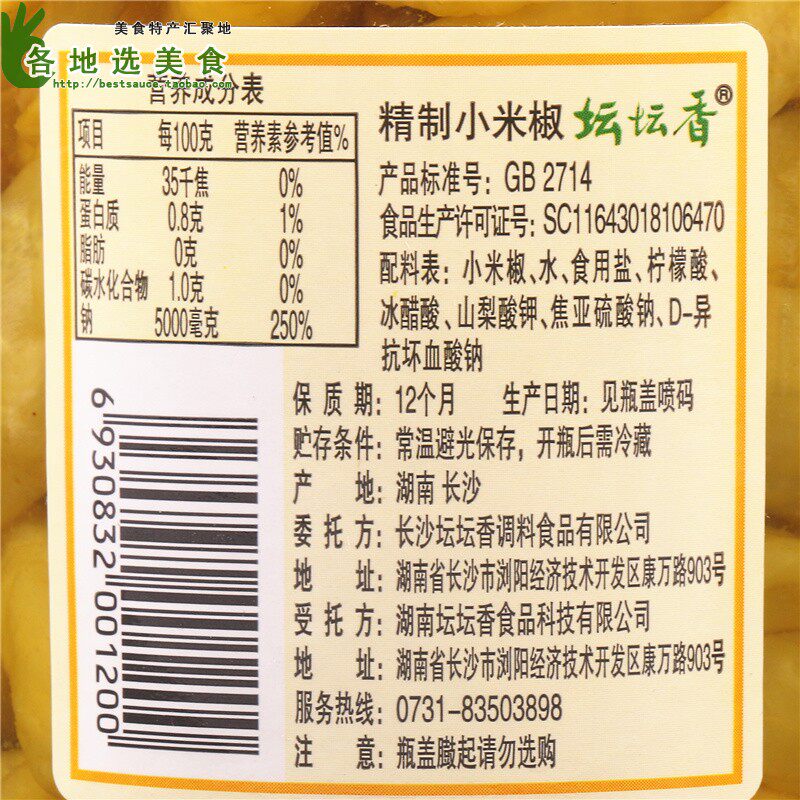 美食特产汇聚地
各地选美食
http://bestsauce.taobao.com
营养成分表
项目 每100克 营养素参考值%
能量 35千焦 0%
蛋白质 0.8克 1%
脂肪 0克 0%
碳水化合物 1.0克 0%
钠 5000毫克 250%
精制小米椒 坛坛香®
产品标准号：GB 2714
食品生产许可证号：SC11643018106470
配料表：小米椒、水、食用盐、柠檬酸、
冰醋酸、山梨酸钾、焦亚硫酸钠、D-异
抗坏血酸钠
保质期：12个月 生产日期：见瓶盖喷码
贮存条件：常温避光保存，开瓶后需冷藏
产地：湖南 长沙
委托方：长沙坛坛香调料食品有限公司
地址：湖南省长沙市浏阳经济技术开发区康万路903号
受托方：湖南坛坛香食品科技有限公司
地址：湖南省长沙市浏阳经济技术开发区康万路903号
服务热线：0731-83503898
注意：瓶盖臌起请勿选购
6 930832 001200